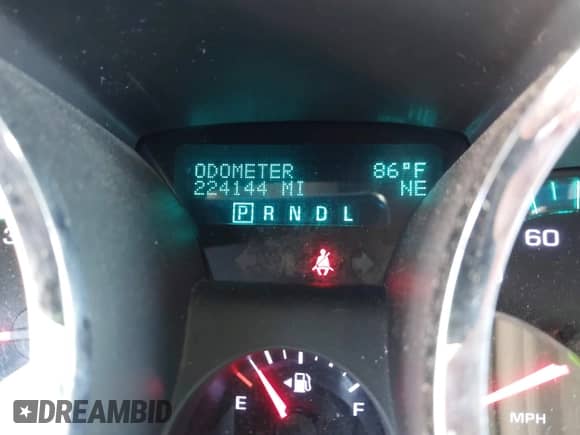 ODOMETER 86°F
224144 MI NE
P R N D L
60
E F
MPH
DREAMBID